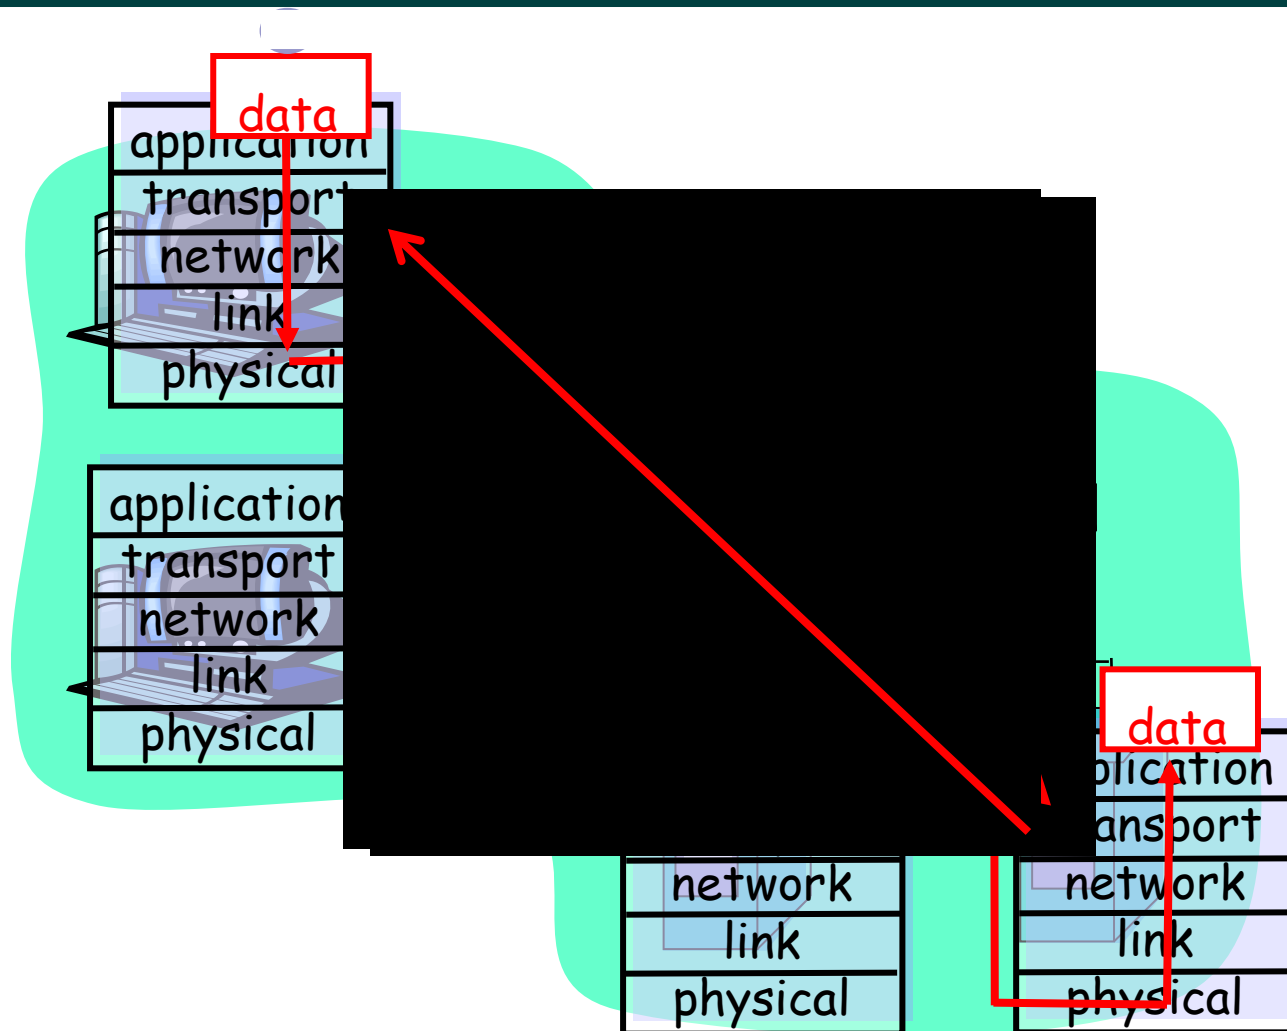 data
application
transport
network
link
physical
application
transport
network
link
physical
data
network
link
physical
network
link
physical